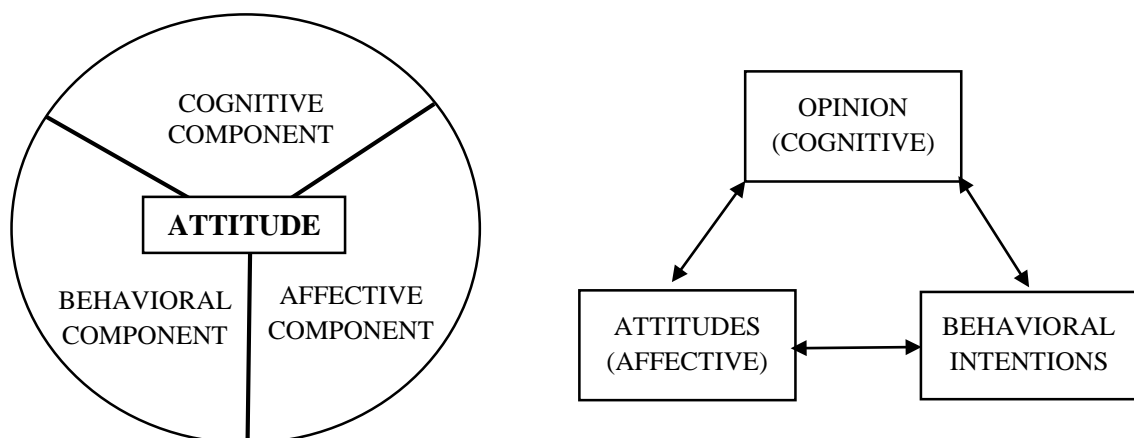 COGNITIVE
COMPONENT
ATTITUDE
BEHAVIORAL
COMPONENT
AFFECTIVE
COMPONENT
OPINION
(COGNITIVE)
ATTITUDES
(AFFECTIVE)
BEHAVIORAL
INTENTIONS